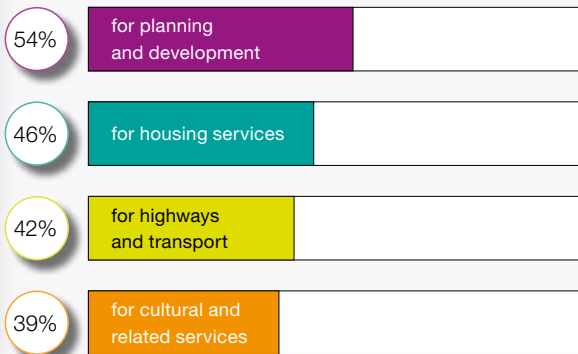 54%
for planning
and development
46%
for housing services
42%
for highways
and transport
39%
for cultural and
related services